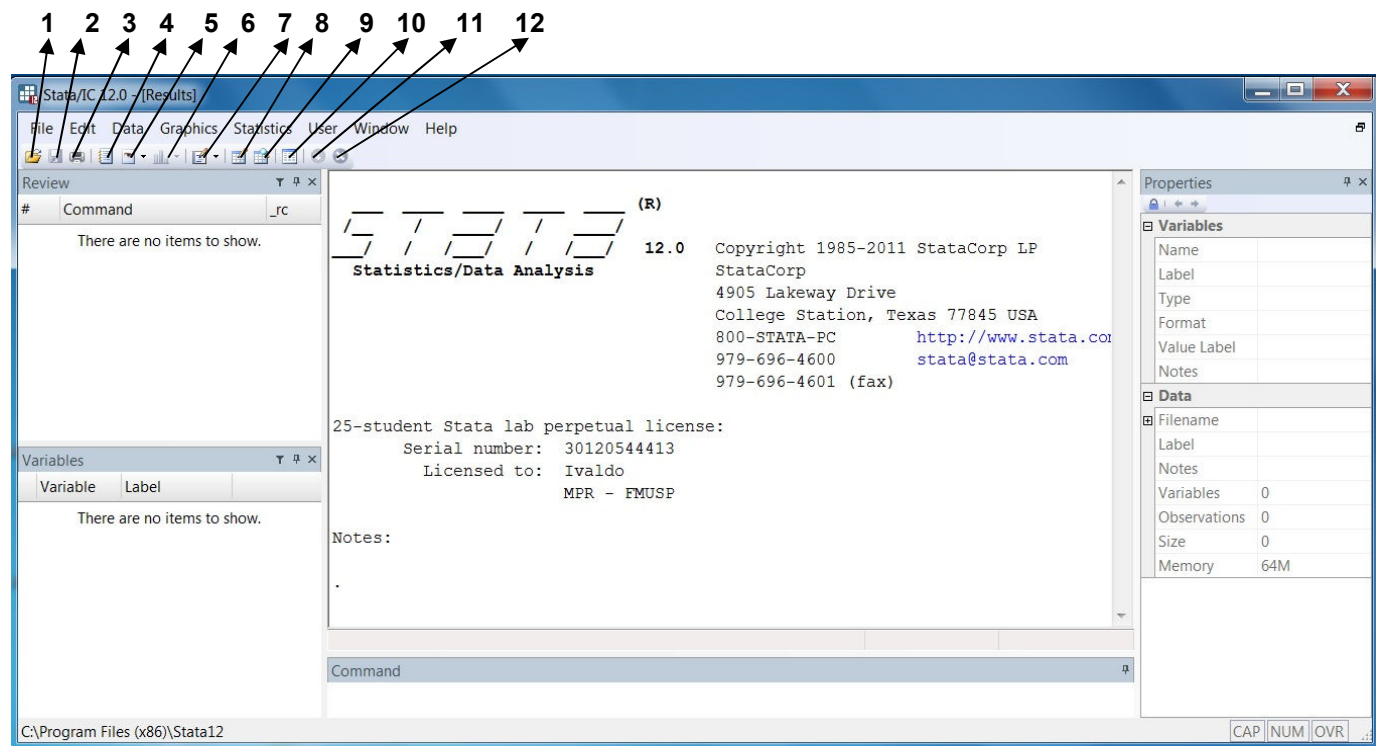 1 2 3 4 5 6 7 8 9 10 11 12
Stata/IC 12.0 - [Results]
File Edit Data Graphics Statistics User Window Help
Review
# Command _rc
There are no items to show.
Variables
Variable Label
There are no items to show.
(R)
STATA
12.0 Copyright 1985-2011 StataCorp LP
Statistics/Data Analysis StataCorp
4905 Lakeway Drive
College Station, Texas 77845 USA
800-STATA-PC http://www.stata.com
979-696-4600 stata@stata.com
979-696-4601 (fax)
25-student Stata lab perpetual license:
Serial number: 30120544413
Licensed to: Ivaldo
MPR - FMUSP
Notes:
.
Command
Properties
Variables
Name
Label
Type
Format
Value Label
Notes
Data
Filename
Label
Notes
Variables 0
Observations 0
Size 0
Memory 64M
C:\Program Files (x86)\Stata12
CAP NUM OVR